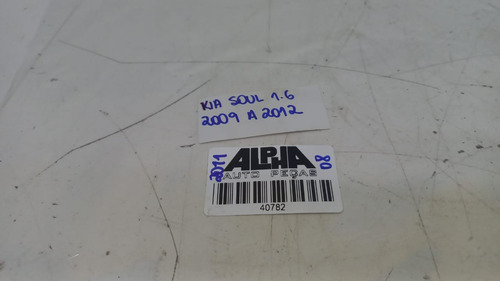 KIA SOUL 1.6
2009 A 2012
2011
ALPHA
08
AUTO PEÇAS
40782